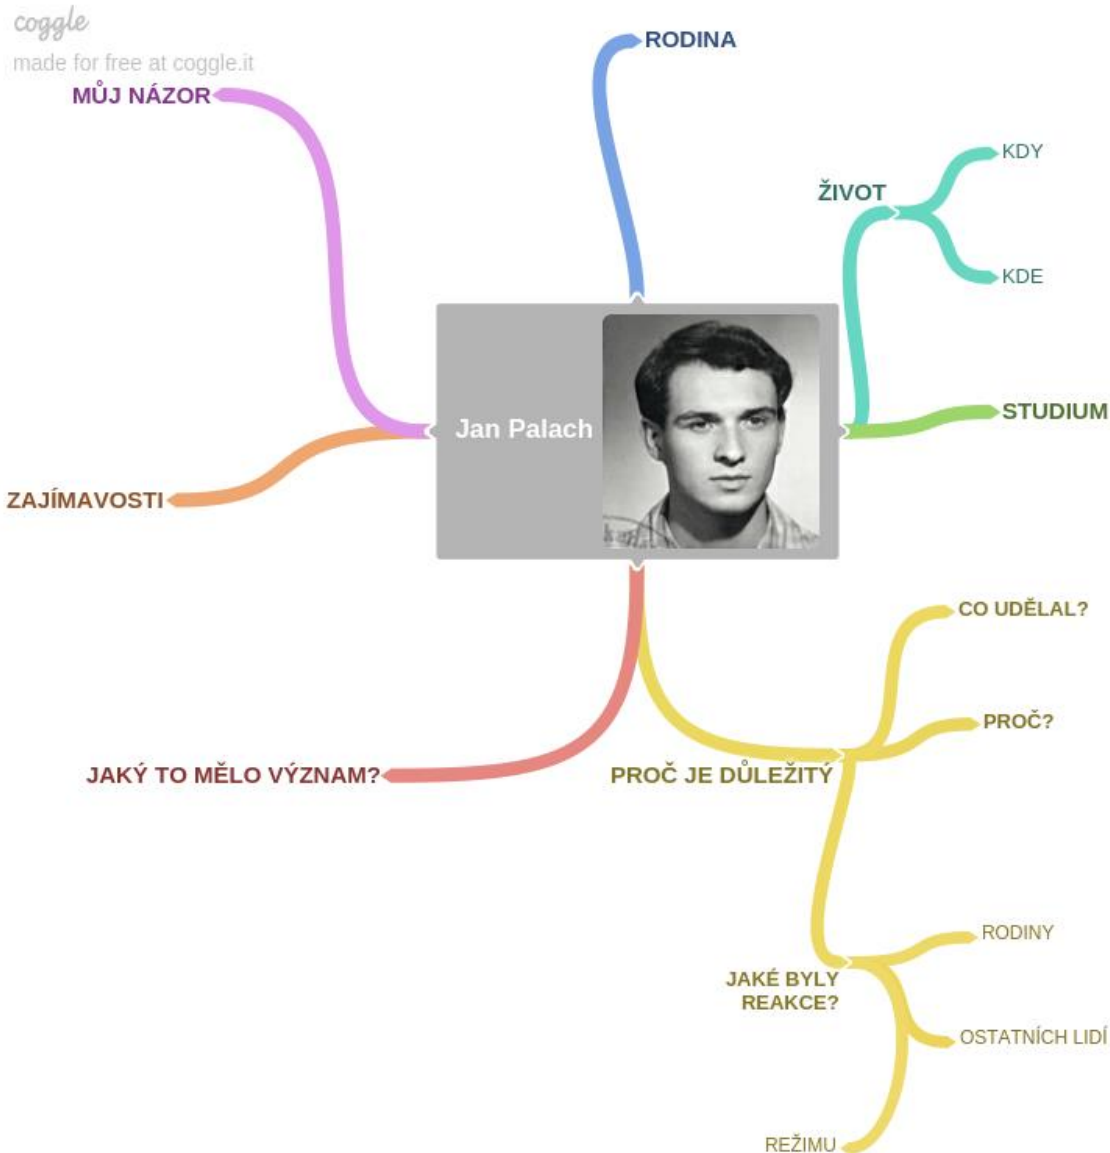 coggle
made for free at coggle.it
RODINA
MŮJ NÁZOR
KDY
ŽIVOT
KDE
STUDIUM
Jan Palach
ZAJÍMAVOSTI
CO UDĚLAL?
PROČ?
JAKÝ TO MĚLO VÝZNAM?
PROČ JE DŮLEŽITÝ
RODINY
JAKÉ BYLY
REAKCE?
OSTATNÍCH LIDÍ
REŽIMU